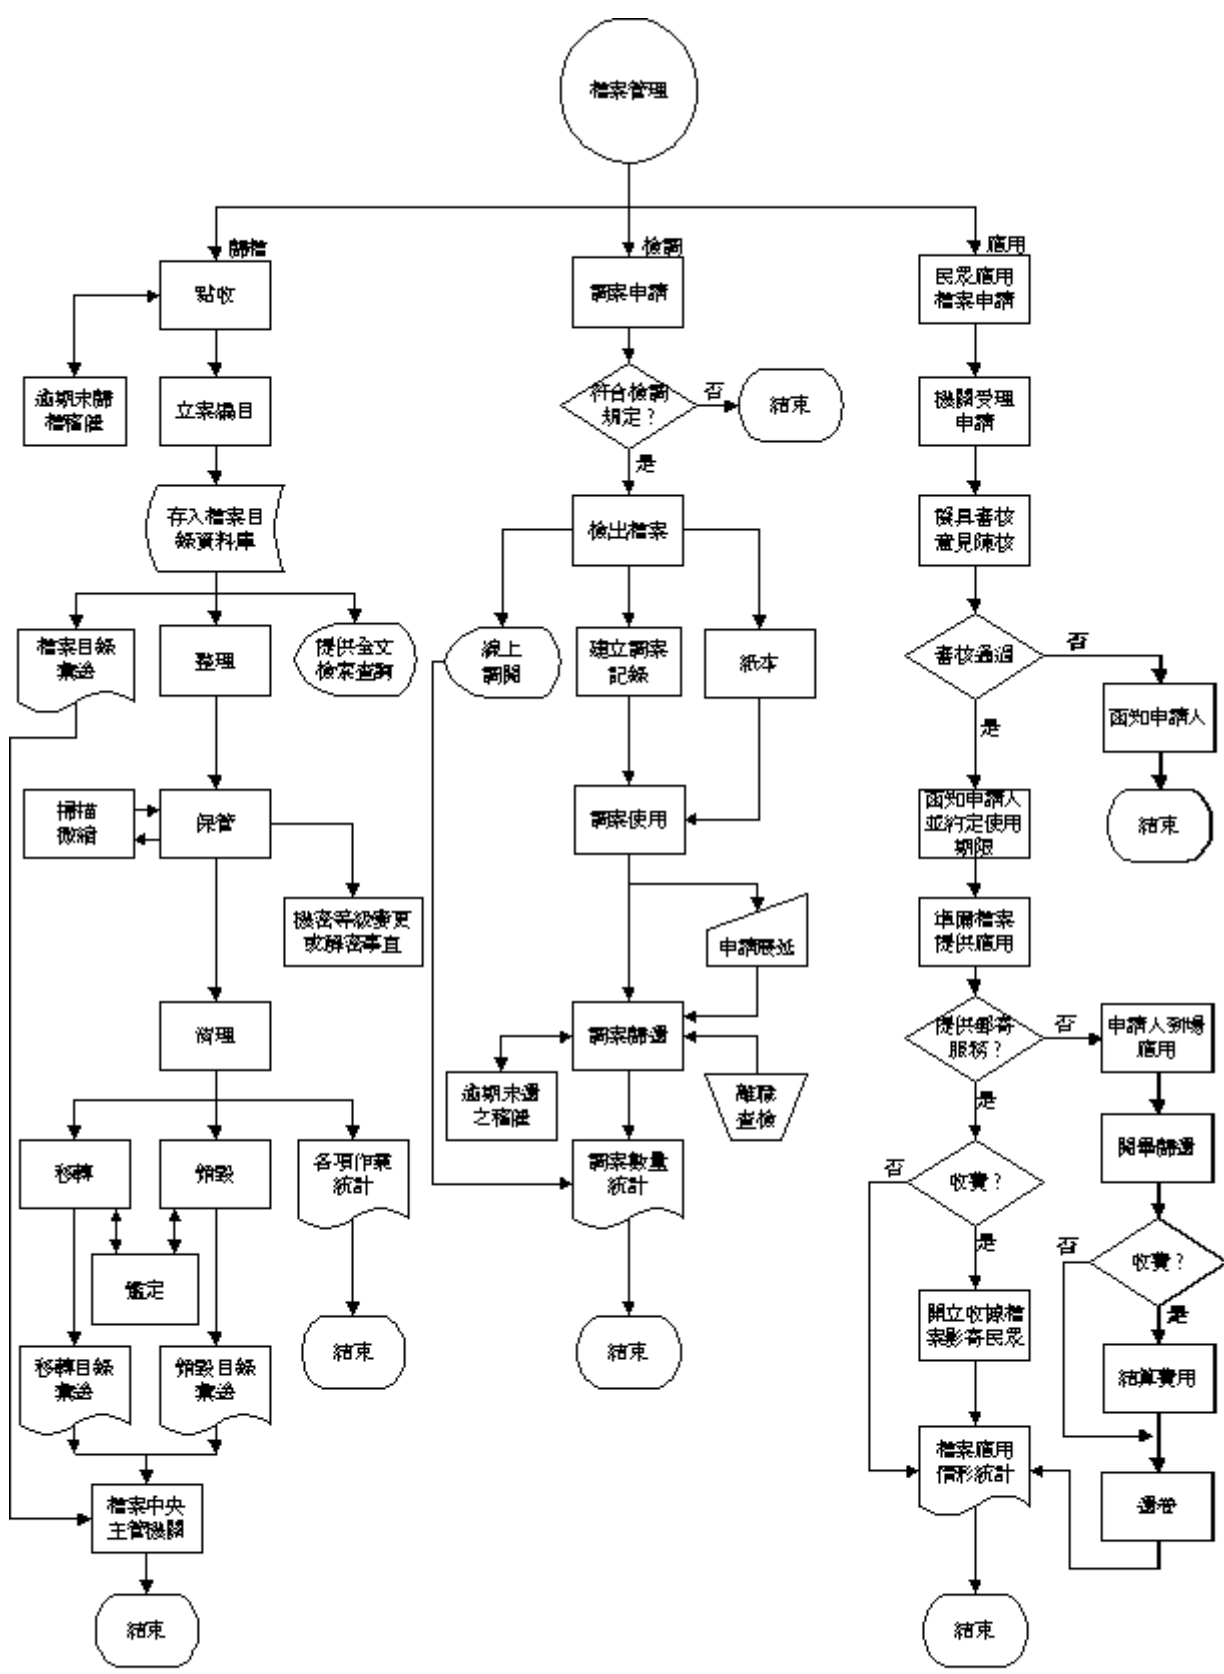 檔案管理
歸檔
檢調
應用
點收
調案申請
民眾應用
檔案申請
逾期未歸
檔稽催
立案編目
符合檢調
規定？
否
結束
機關受理
申請
是
存入檔案目
錄資料庫
檢出檔案
擬具審核
意見陳核
檔案目錄
彙送
整理
提供全文
檢索查詢
線上
調閱
建立調案
記錄
紙本
審核通過
否
函知申請人
是
結束
掃描
微縮
保管
調案使用
函知申請人
並約定使用
期限
機密等級變更
或解密事宜
申請展延
準備檔案
提供應用
清理
調案歸還
提供郵寄
服務？
否
申請人到場
應用
逾期未還
之稽催
離職
查檢
是
移轉
銷毀
各項作業
統計
調案數量
統計
否
收費？
閱畢歸還
鑑定
是
否
收費？
是
結束
結束
開立收據檔
案影寄民眾
移轉目錄
彙送
銷毀目錄
彙送
結算費用
檔案應用
情形統計
檔案中央
主管機關
還卷
結束
結束